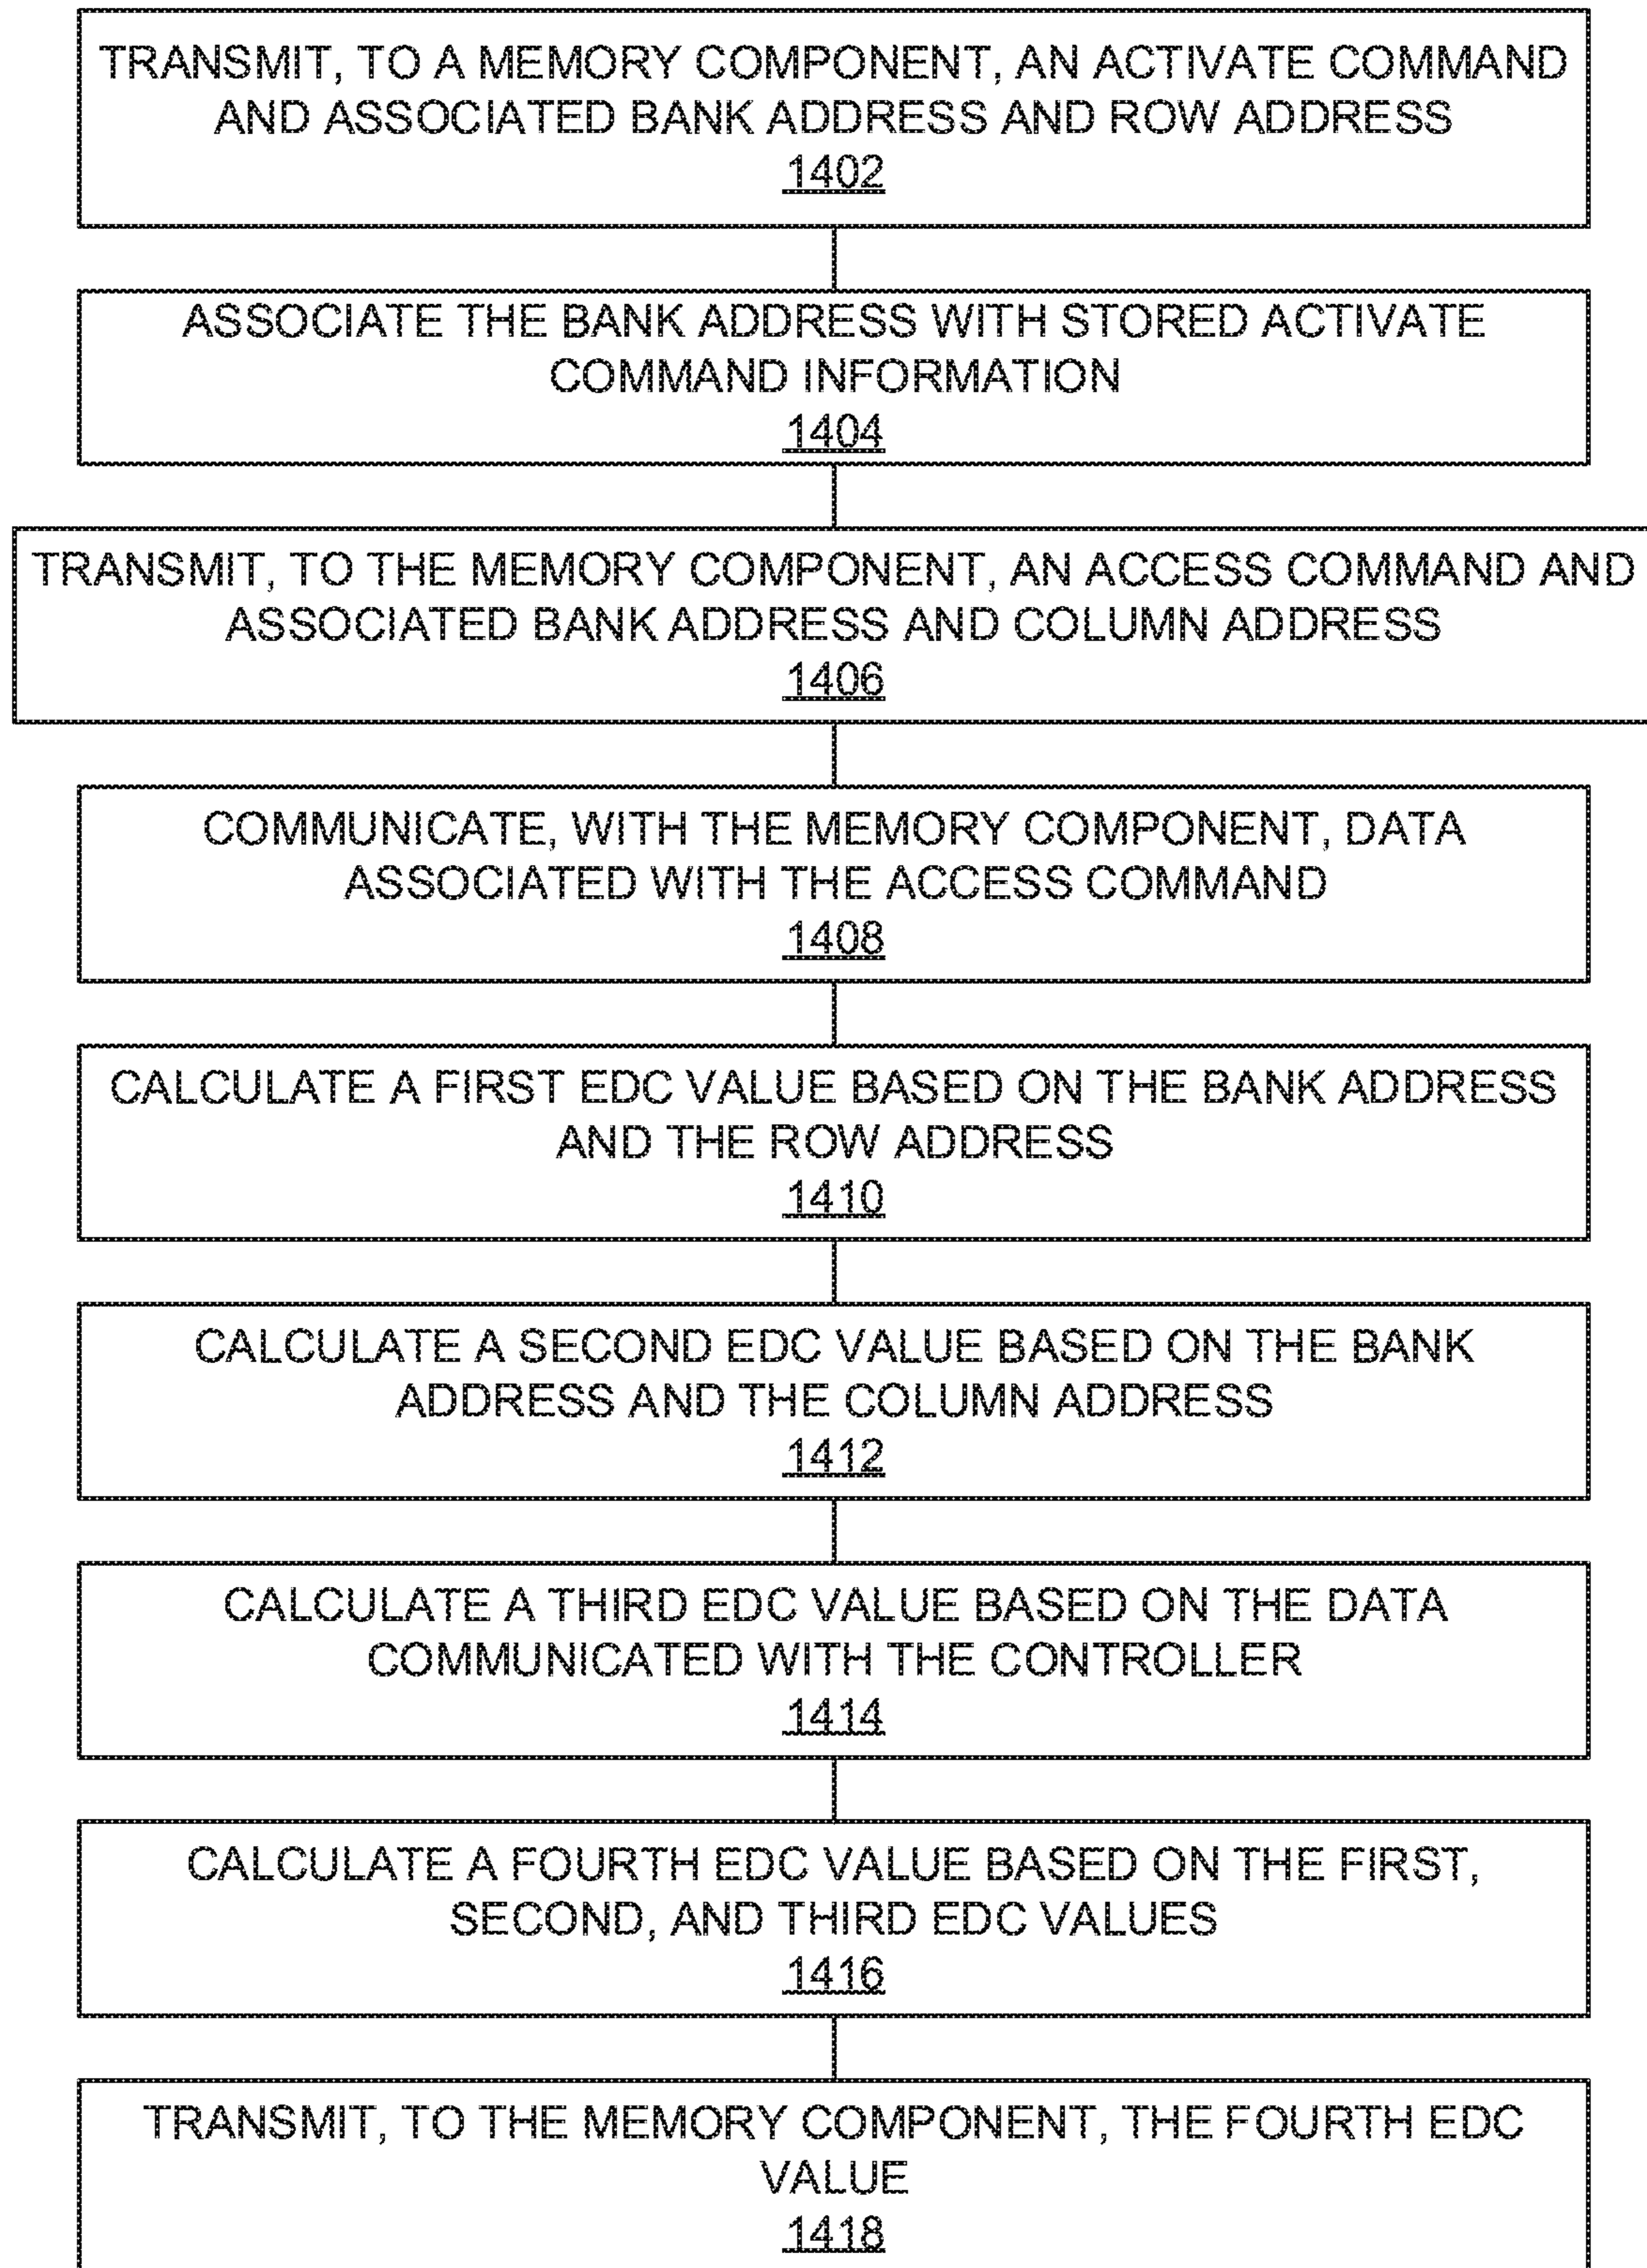 TRANSMIT, TO A MEMORY COMPONENT, AN ACTIVATE COMMAND
AND ASSOCIATED BANK ADDRESS AND ROW ADDRESS
1402
ASSOCIATE THE BANK ADDRESS WITH STORED ACTIVATE
COMMAND INFORMATION
1404
TRANSMIT, TO THE MEMORY COMPONENT, AN ACCESS COMMAND AND
ASSOCIATED BANK ADDRESS AND COLUMN ADDRESS
1406
COMMUNICATE, WITH THE MEMORY COMPONENT, DATA
ASSOCIATED WITH THE ACCESS COMMAND
1408
CALCULATE A FIRST EDC VALUE BASED ON THE BANK ADDRESS
AND THE ROW ADDRESS
1410
CALCULATE A SECOND EDC VALUE BASED ON THE BANK
ADDRESS AND THE COLUMN ADDRESS
1412
CALCULATE A THIRD EDC VALUE BASED ON THE DATA
COMMUNICATED WITH THE CONTROLLER
1414
CALCULATE A FOURTH EDC VALUE BASED ON THE FIRST,
SECOND, AND THIRD EDC VALUES
1416
TRANSMIT, TO THE MEMORY COMPONENT, THE FOURTH EDC
VALUE
1418